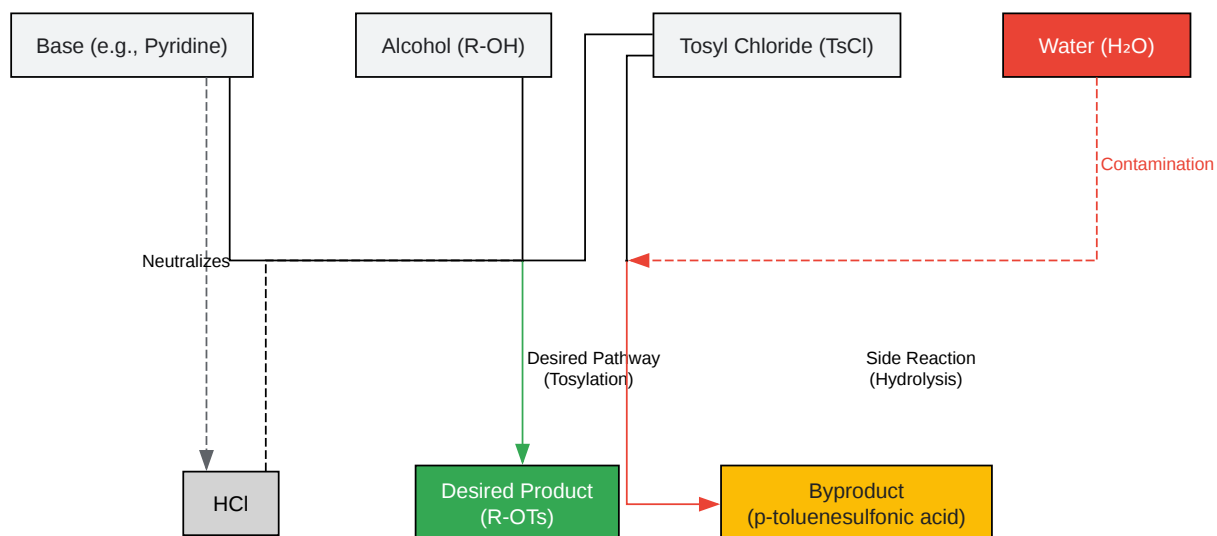 Base (e.g., Pyridine)
Alcohol (R-OH)
Tosyl Chloride (TsCl)
Water (H₂O)
Contamination
Neutralizes
Desired Pathway
(Tosylation)
Side Reaction
(Hydrolysis)
HCl
Desired Product
(R-OTs)
Byproduct
(p-toluenesulfonic acid)